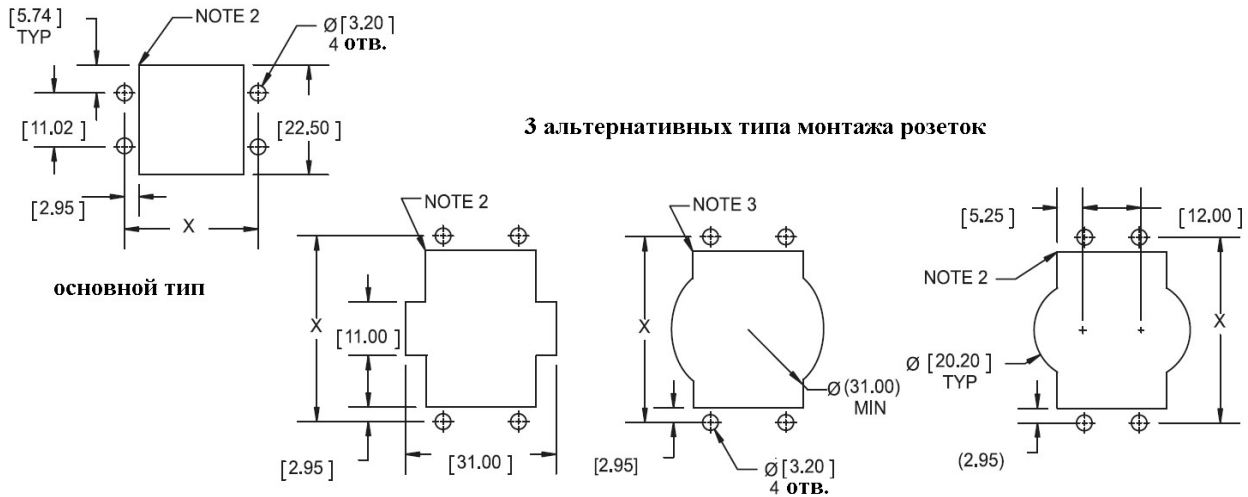 [5.74]
TYP
NOTE 2
Ø[3.20]
4 отв.
[11.02]
[22.50]
[2.95]
X
основной тип
3 альтернативных типа монтажа розеток
NOTE 2
X
[11.00]
[2.95]
[31.00]
NOTE 3
X
Ø(31.00)
MIN
[2.95]
Ø[3.20]
4 отв.
[5.25]
[12.00]
NOTE 2
X
Ø [20.20]
TYP
(2.95)